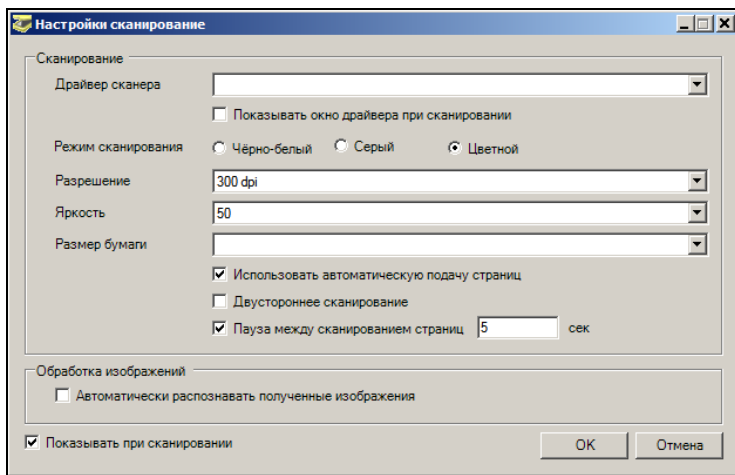 Настройки сканирование
Сканирование
Драйвер сканера
Показывать окно драйвера при сканировании
Режим сканирования Чёрно-белый Серый Цветной
Разрешение 300 dpi
Яркость 50
Размер бумаги
Использовать автоматическую подачу страниц
Двустороннее сканирование
Пауза между сканированием страниц 5 сек
Обработка изображений
Автоматически распознавать полученные изображения
Показывать при сканировании OK Отмена